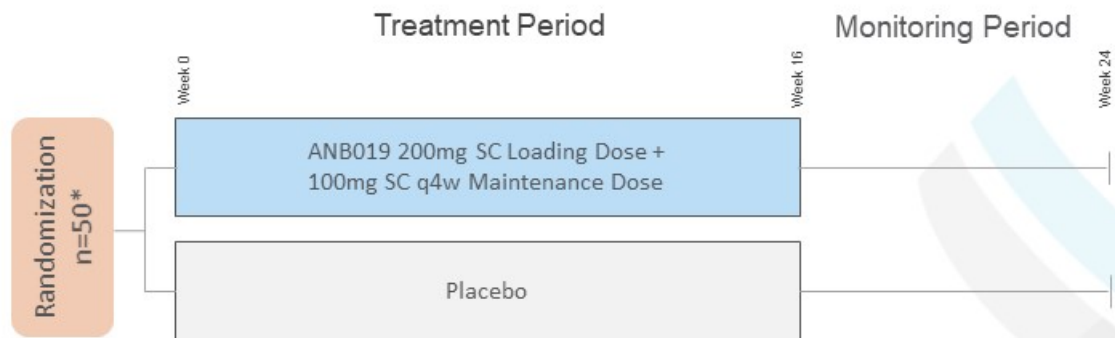 Treatment Period
Monitoring Period
Week 0
Week 16
Week 24
Randomization
n=50*
ANB019 200mg SC Loading Dose +
100mg SC q4w Maintenance Dose
Placebo